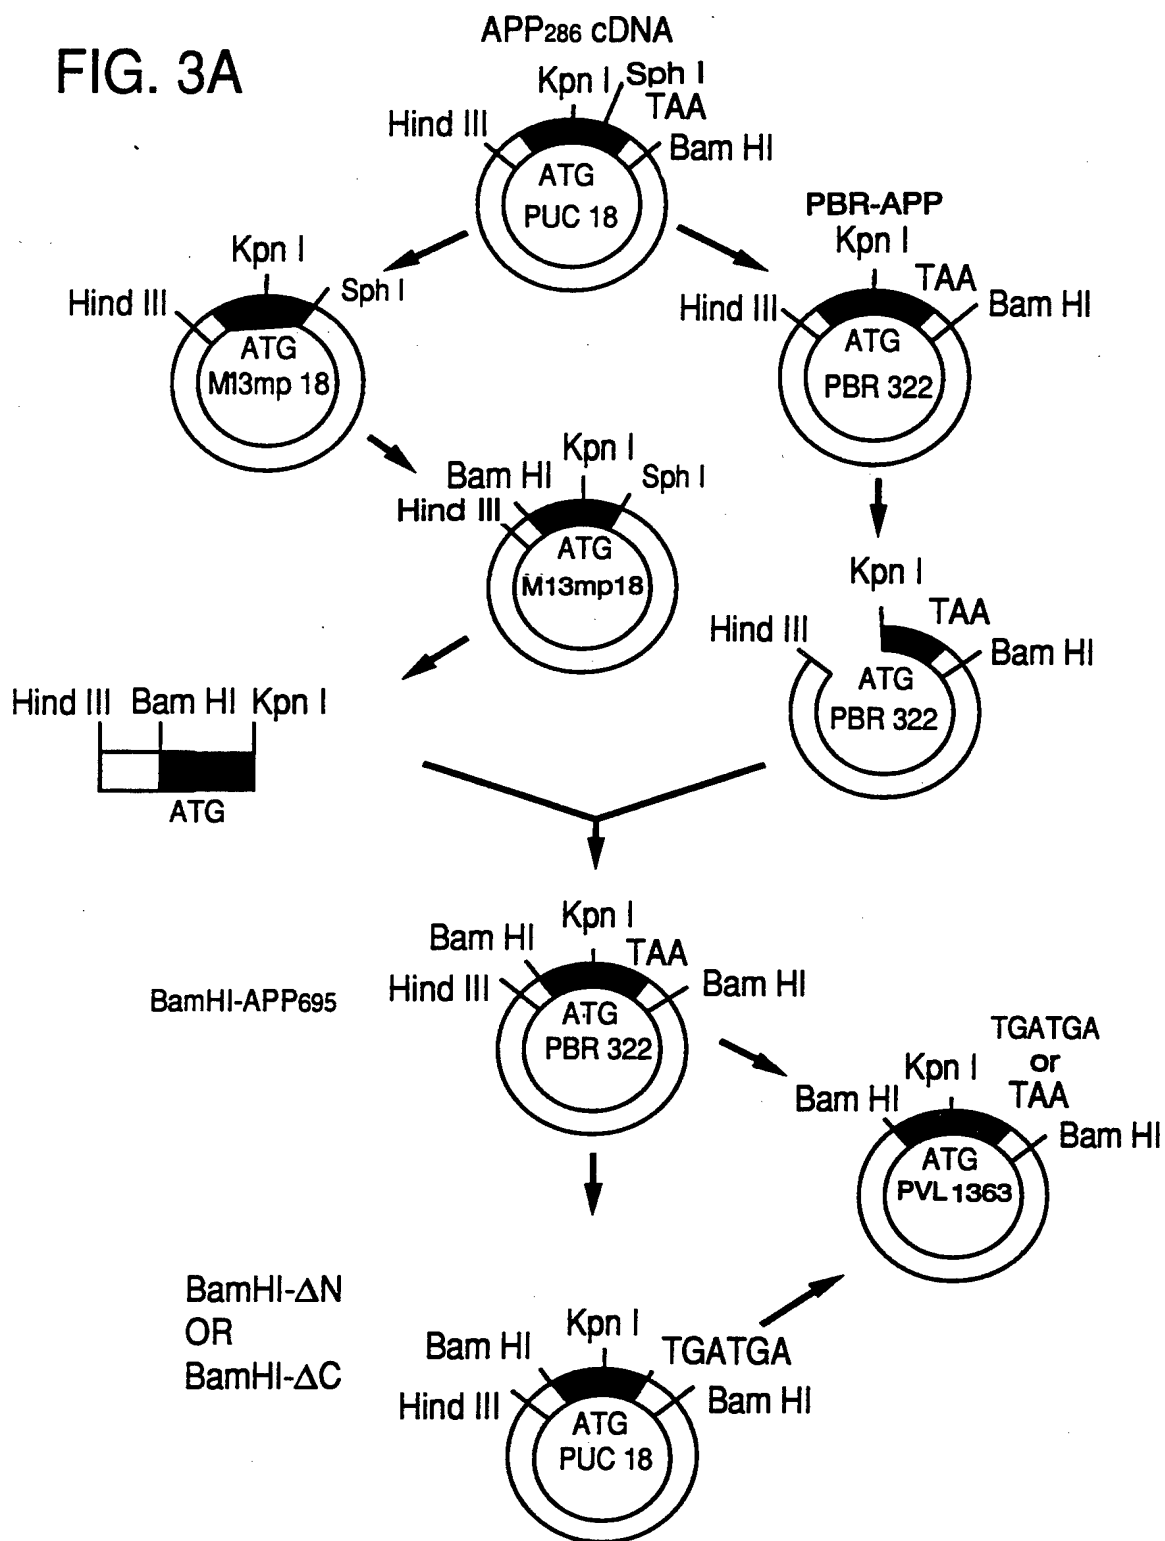 FIG. 3A
APP286 cDNA
Kpn I
Sph I
TAA
Hind III
Bam HI
ATG
PUC 18
PBR-APP
Kpn I
TAA
Hind III
Bam HI
ATG
PBR 322
Kpn I
Hind III
Sph I
ATG
M13mp 18
Kpn I
Bam HI
Sph I
Hind III
ATG
M13mp18
Kpn I
TAA
Hind III
Bam HI
ATG
PBR 322
Hind III Bam HI Kpn I
ATG
Kpn I
Bam HI
TAA
Hind III
Bam HI
BamHI-APP695
ATG
PBR 322
TGATGA
or
TAA
Kpn I
Bam HI
Bam HI
ATG
PVL 1363
BamHI-ΔN
OR
BamHI-ΔC
Kpn I
Bam HI
TGATGA
Hind III
Bam HI
ATG
PUC 18